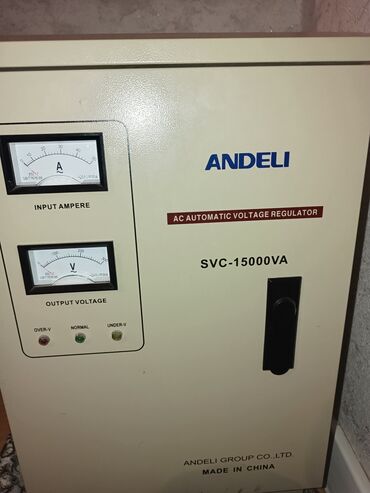 A
INPUT AMPERE
V
OUTPUT VOLTAGE
OVER-V NORMAL UNDER-V
ANDELI
AC AUTOMATIC VOLTAGE REGULATOR
SVC-15000VA
ANDELI GROUP CO.,LTD.
MADE IN CHINA